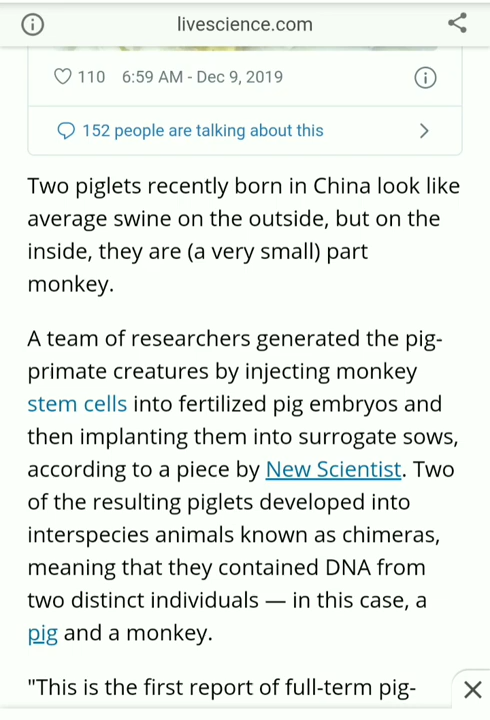 livescience.com
110 6:59 AM - Dec 9, 2019
152 people are talking about this
Two piglets recently born in China look like
average swine on the outside, but on the
inside, they are (a very small) part
monkey.
A team of researchers generated the pig-
primate creatures by injecting monkey
stem cells into fertilized pig embryos and
then implanting them into surrogate sows,
according to a piece by New Scientist. Two
of the resulting piglets developed into
interspecies animals known as chimeras,
meaning that they contained DNA from
two distinct individuals — in this case, a
pig and a monkey.
"This is the first report of full-term pig-